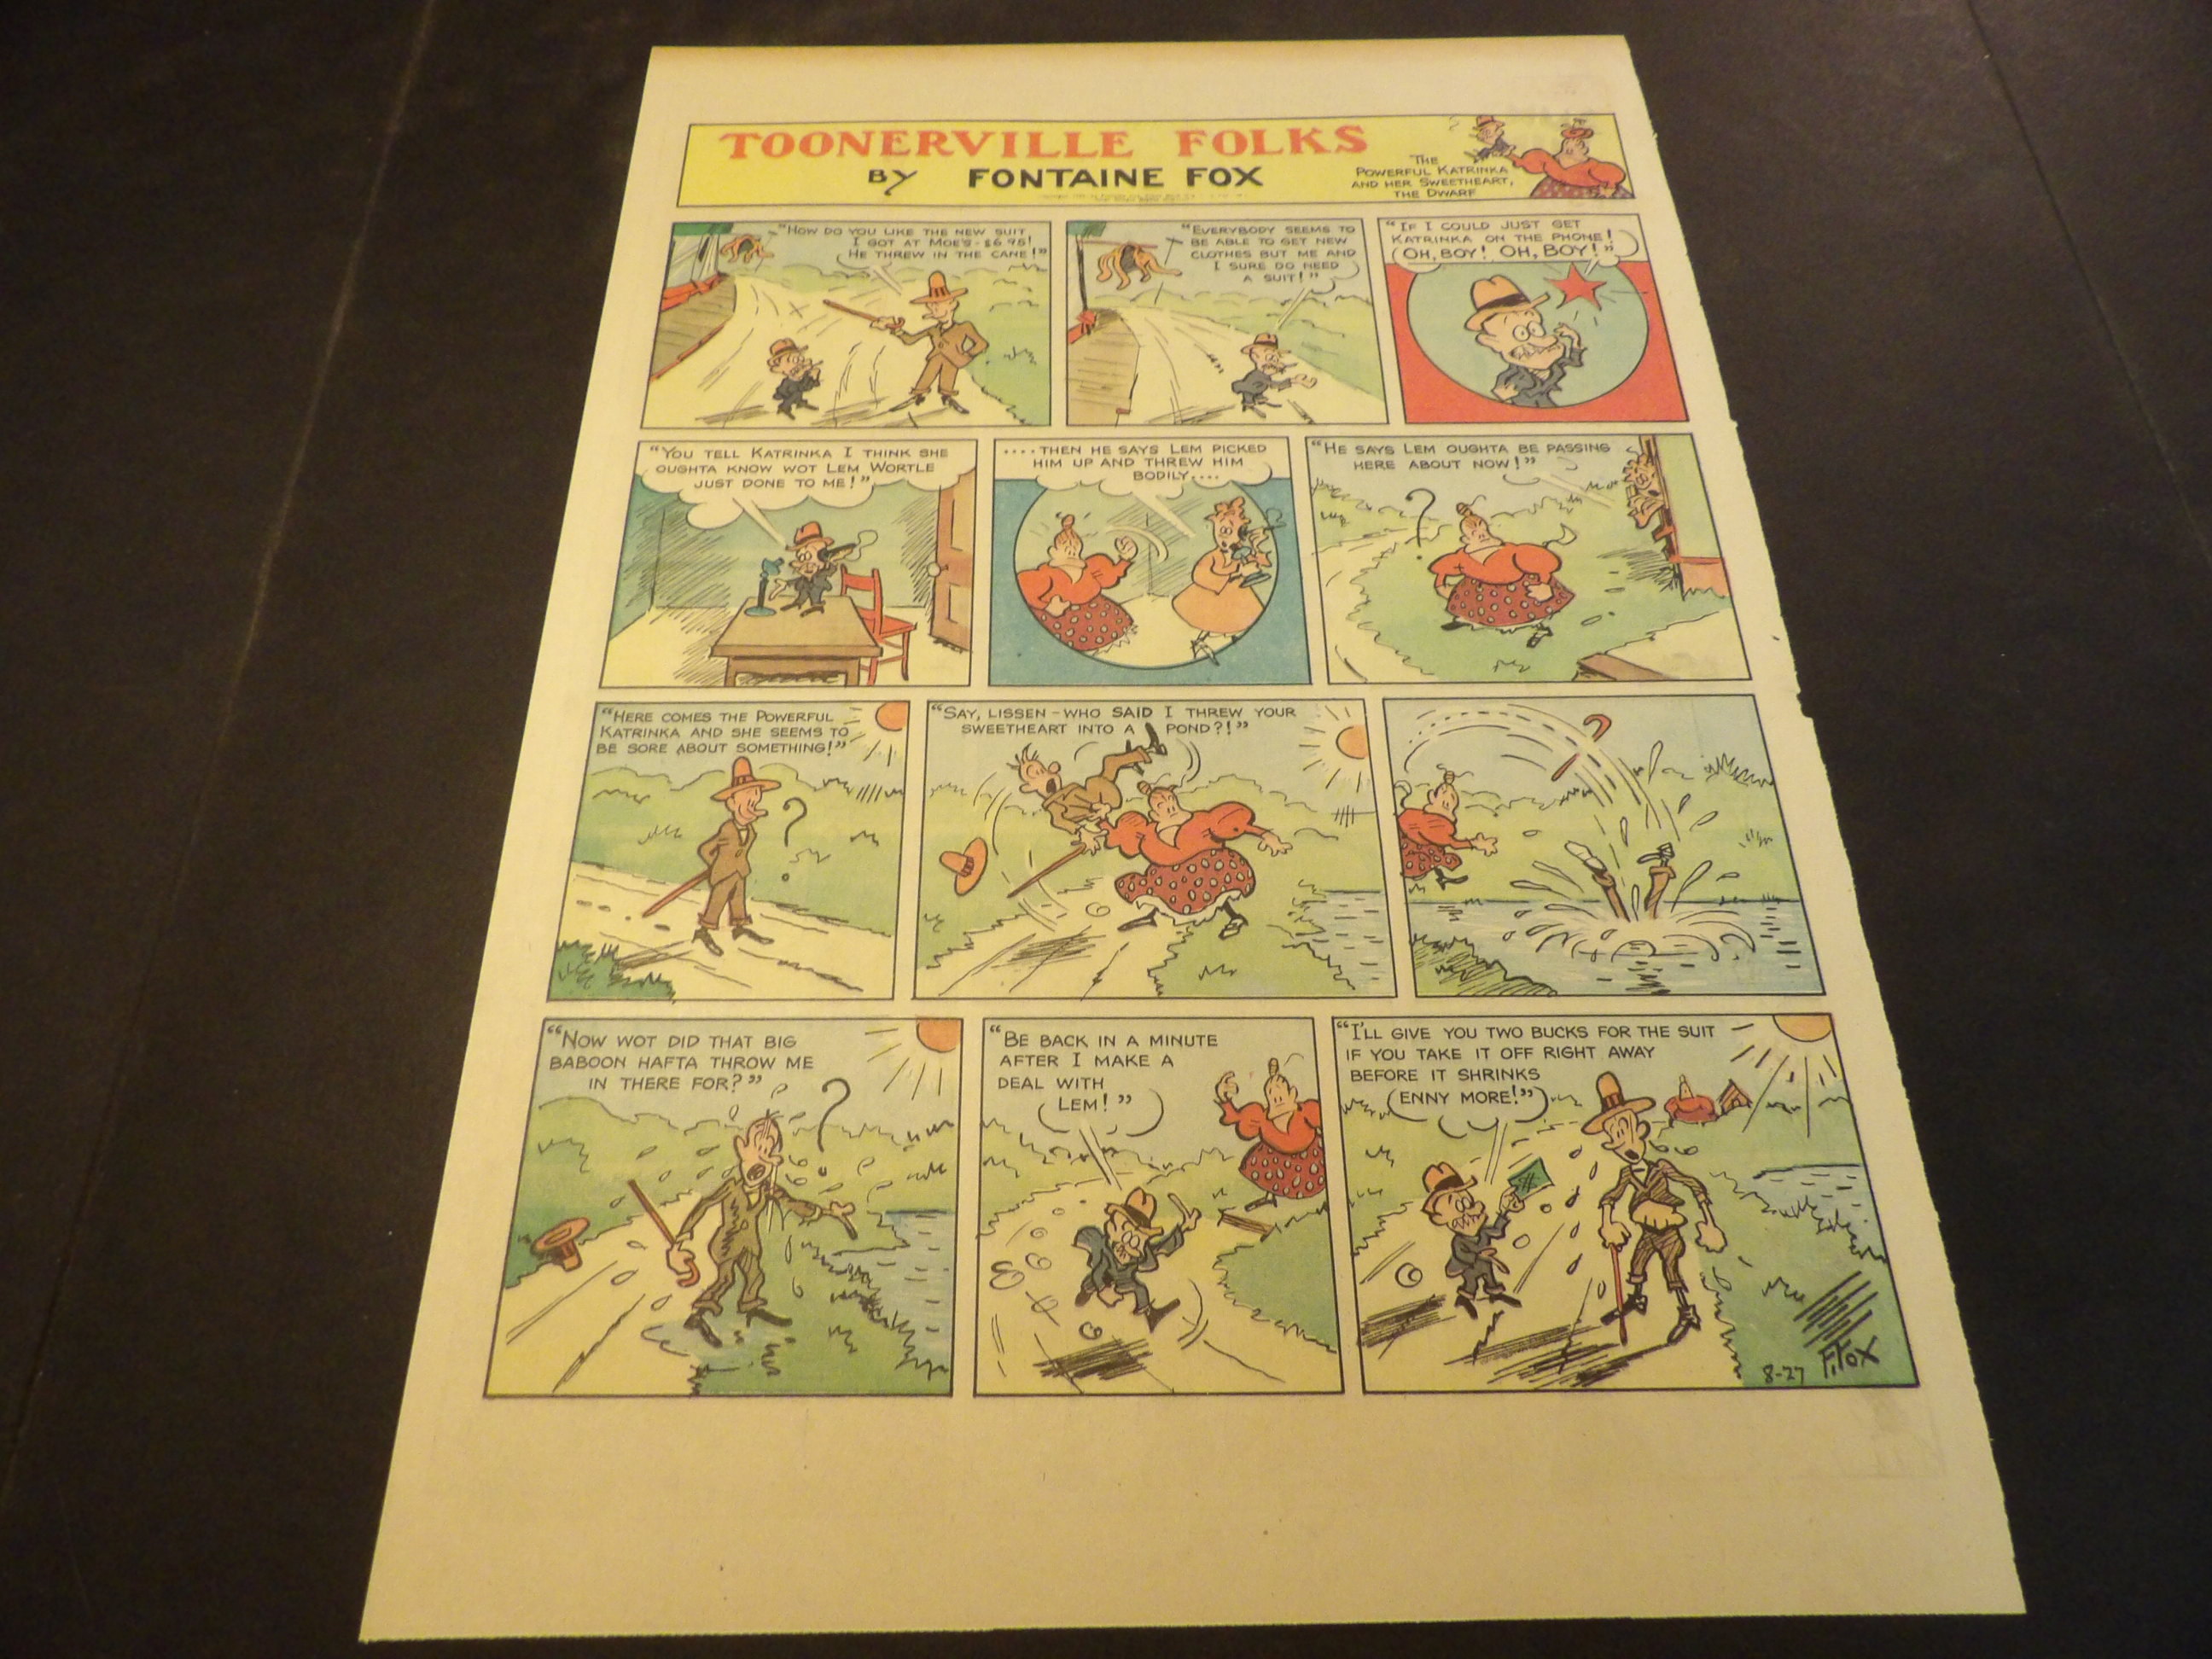 TOONERVILLE FOLKS
BY FONTAINE FOX
THE
POWERFUL KATRINKA
AND HER SWEETHEART,
THE DWARF
"HOW DO YOU LIKE THE NEW SUIT
I GOT AT MOE'S - $6.95!
HE THREW IN THE CANE!"
"EVERYBODY SEEMS TO
BE ABLE TO GET NEW
CLOTHES BUT ME AND
I SURE DO NEED
A SUIT!"
"IF I COULD JUST GET
KATRINKA ON THE PHONE!
OH, BOY! OH, BOY!"
"YOU TELL KATRINKA I THINK SHE
OUGHTA KNOW WOT LEM WORTLE
JUST DONE TO ME!"
....THEN HE SAYS LEM PICKED
HIM UP AND THREW HIM
BODILY....
"HE SAYS LEM OUGHTA BE PASSING
HERE ABOUT NOW!"
?
"HERE COMES THE POWERFUL
KATRINKA AND SHE SEEMS TO
BE SORE ABOUT SOMETHING!"
?
"SAY, LISSEN - WHO SAID I THREW YOUR
SWEETHEART INTO A POND?!"
"NOW WOT DID THAT BIG
BABOON HAFTA THROW ME
IN THERE FOR?"
?
"BE BACK IN A MINUTE
AFTER I MAKE A
DEAL WITH
LEM!"
"I'LL GIVE YOU TWO BUCKS FOR THE SUIT
IF YOU TAKE IT OFF RIGHT AWAY
BEFORE IT SHRINKS
ENNY MORE!"
8-27 F. FOX